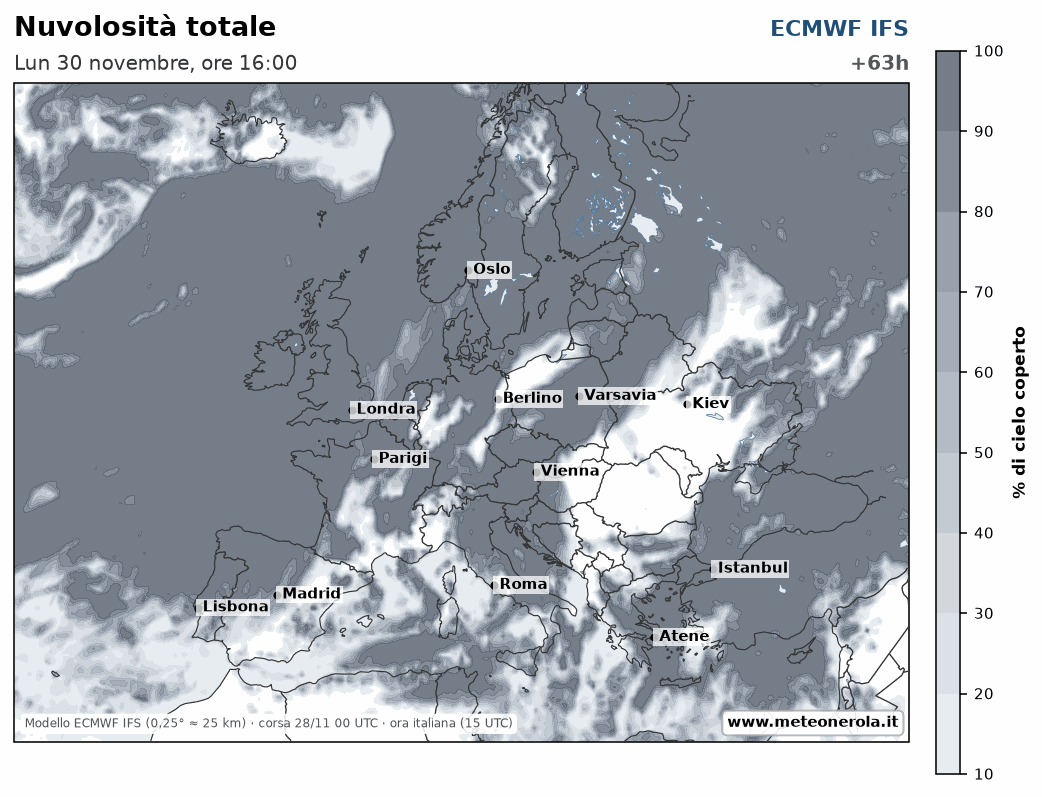 Nuvolosità totale
ECMWF IFS
Lun 30 novembre, ore 16:00
+63h
100
90
80
70
60
50
40
30
20
10
% di cielo coperto
Oslo
Londra
Berlino
Varsavia
Kiev
Parigi
Vienna
Istanbul
Roma
Madrid
Lisbona
Atene
Modello ECMWF IFS (0,25° ≈ 25 km) · corsa 28/11 00 UTC · ora italiana (15 UTC)
www.meteonerola.it